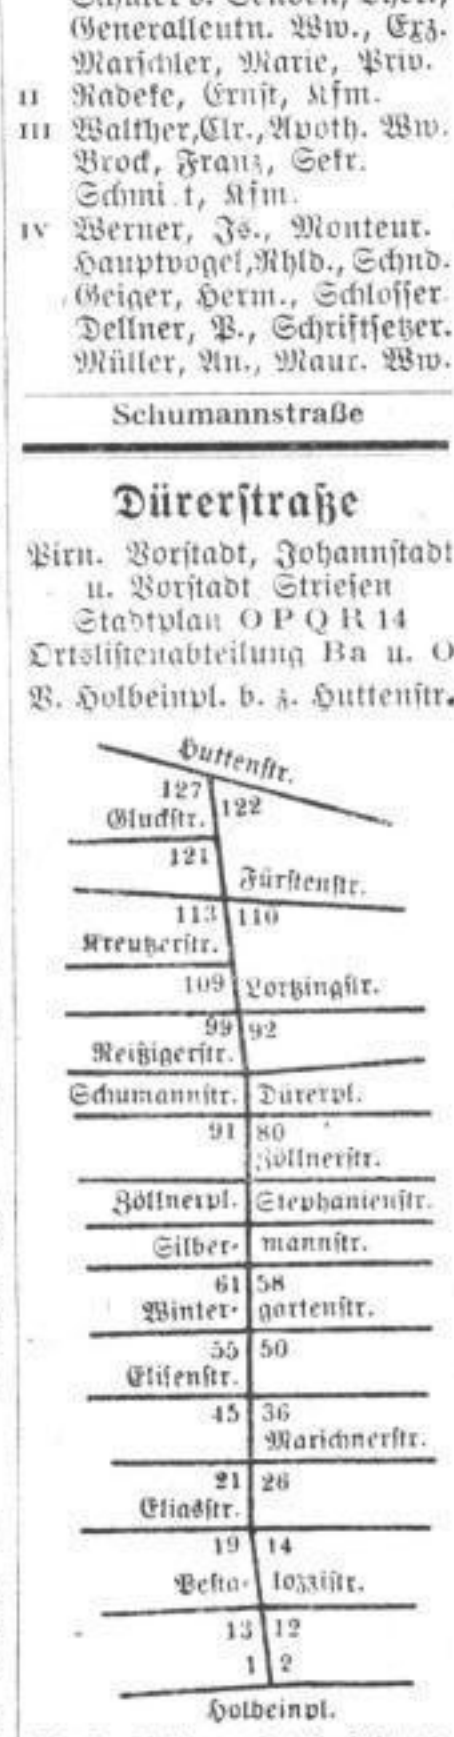 Generalleutn. Ww., Exz.
Marschler, Marie, Priv.
II Radeke, Ernst, Kfm.
III Walther, Clr., Apoth. Ww.
Brock, Franz, Sekr.
Kfm.
IV Werner, Js., Monteur.
Hauptvogel, Rhld., Schnd.
Geiger, Herm., Schlosser
Dellner, P., Schriftsetzer.
Müller, An., Maur. Ww.
Schumannstraße
Dürerstraße
Pirn. Vorstadt, Johannstadt
u. Vorstadt Striesen
Stadtplan O P Q R 14
Ortslistenabteilung Ba u. O
V. Holbeinpl. b. z. Huttenstr.
Huttenstr.
127 122
Gluckstr.
121
Fürstenstr.
113 110
Kreutzerstr.
109 Lortzingstr.
99 92
Reißigerstr.
Schumannstr. Dürerpl.
91 80
Zöllnerstr.
Zöllnerpl. Stephanienstr.
Silber- mannstr.
61 58
Winter- gartenstr.
55 50
Elisenstr.
45 36
Marschnerstr.
21 26
Eliasstr.
19 14
Pesta- lozzistr.
13 12
1 2
Holbeinpl.